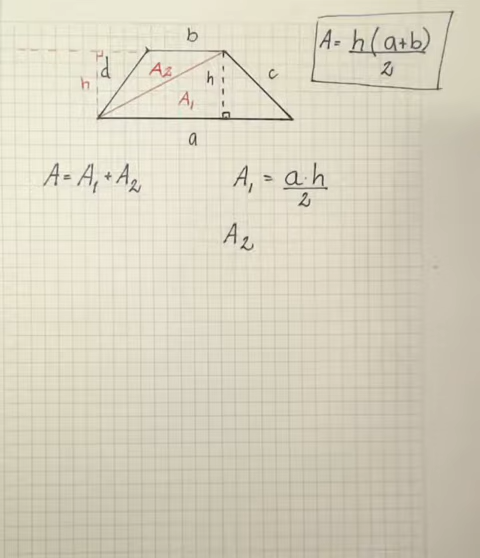 b
A = h(a+b)/2
d
A₂
h
h
c
A₁
a
A = A₁ + A₂
A₁ = a·h/2
A₂